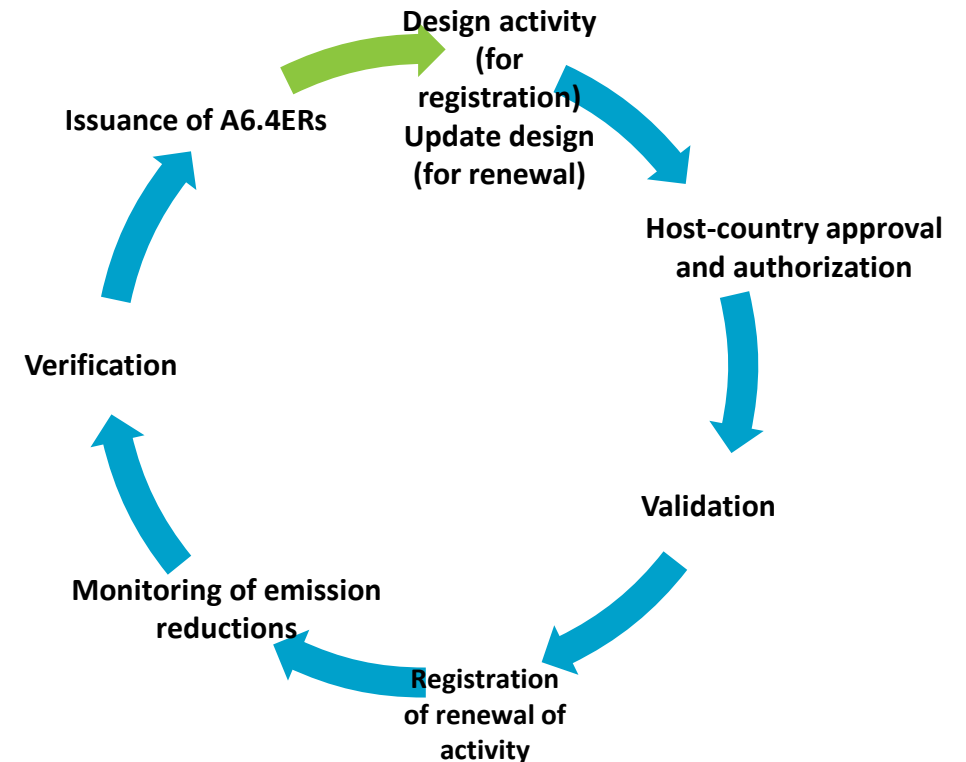 Design activity
(for
registration)
Update design
(for renewal)
Issuance of A6.4ERs
Host-country approval
and authorization
Verification
Validation
Monitoring of emission
reductions
Registration
of renewal of
activity